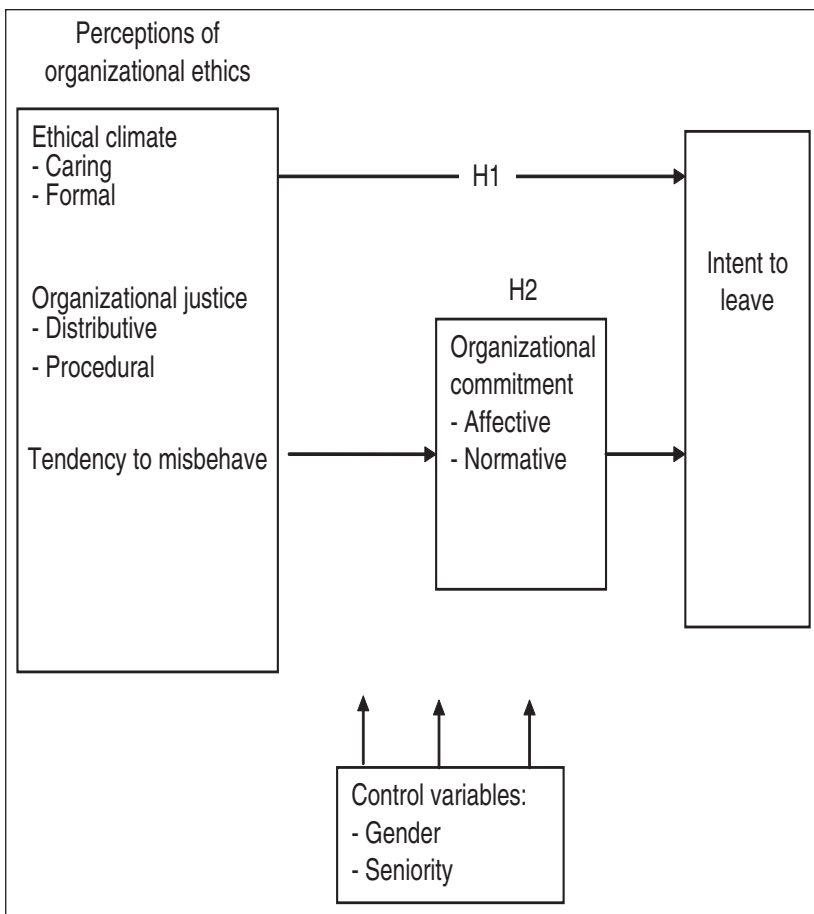 Perceptions of
organizational ethics
Ethical climate
- Caring
- Formal
Organizational justice
- Distributive
- Procedural
Tendency to misbehave
H1
H2
Organizational
commitment
- Affective
- Normative
Intent to
leave
Control variables:
- Gender
- Seniority